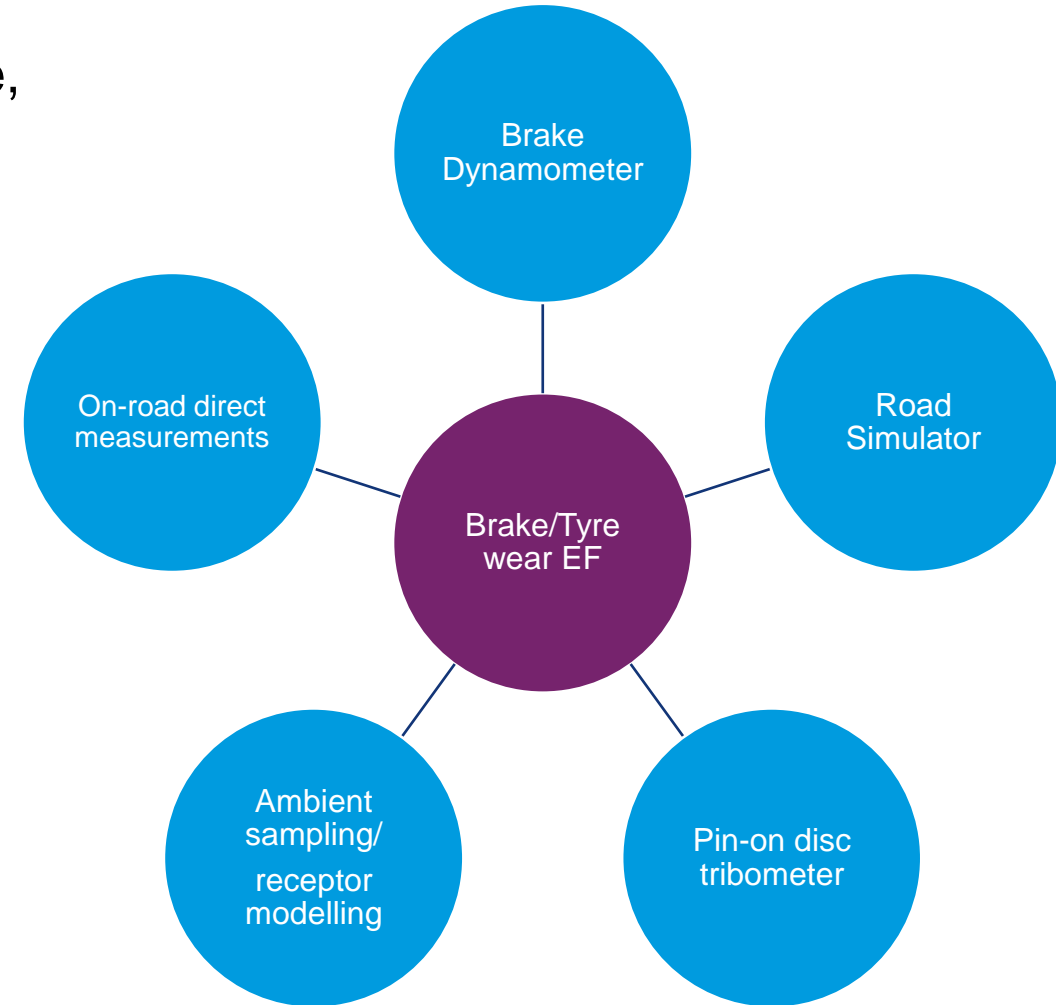 e,
Brake
Dynamometer
On-road direct
measurements
Road
Simulator
Brake/Tyre
wear EF
Ambient
sampling/
receptor
modelling
Pin-on disc
tribometer